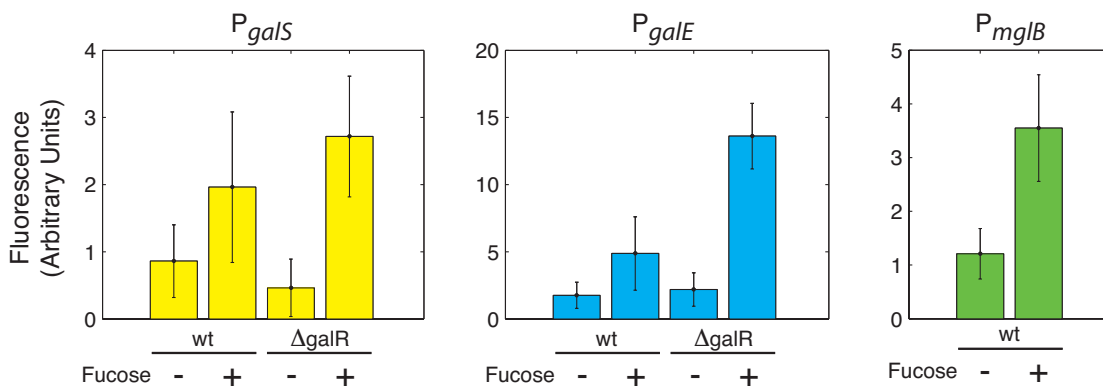 PgalS PgalE PmglB
Fluorescence
(Arbitrary Units)
4 20 5
3 15 4
2 10 3
1 5 2
0 0 1
0
wt ΔgalR wt ΔgalR wt
Fucose - + - + Fucose - + - + Fucose - +